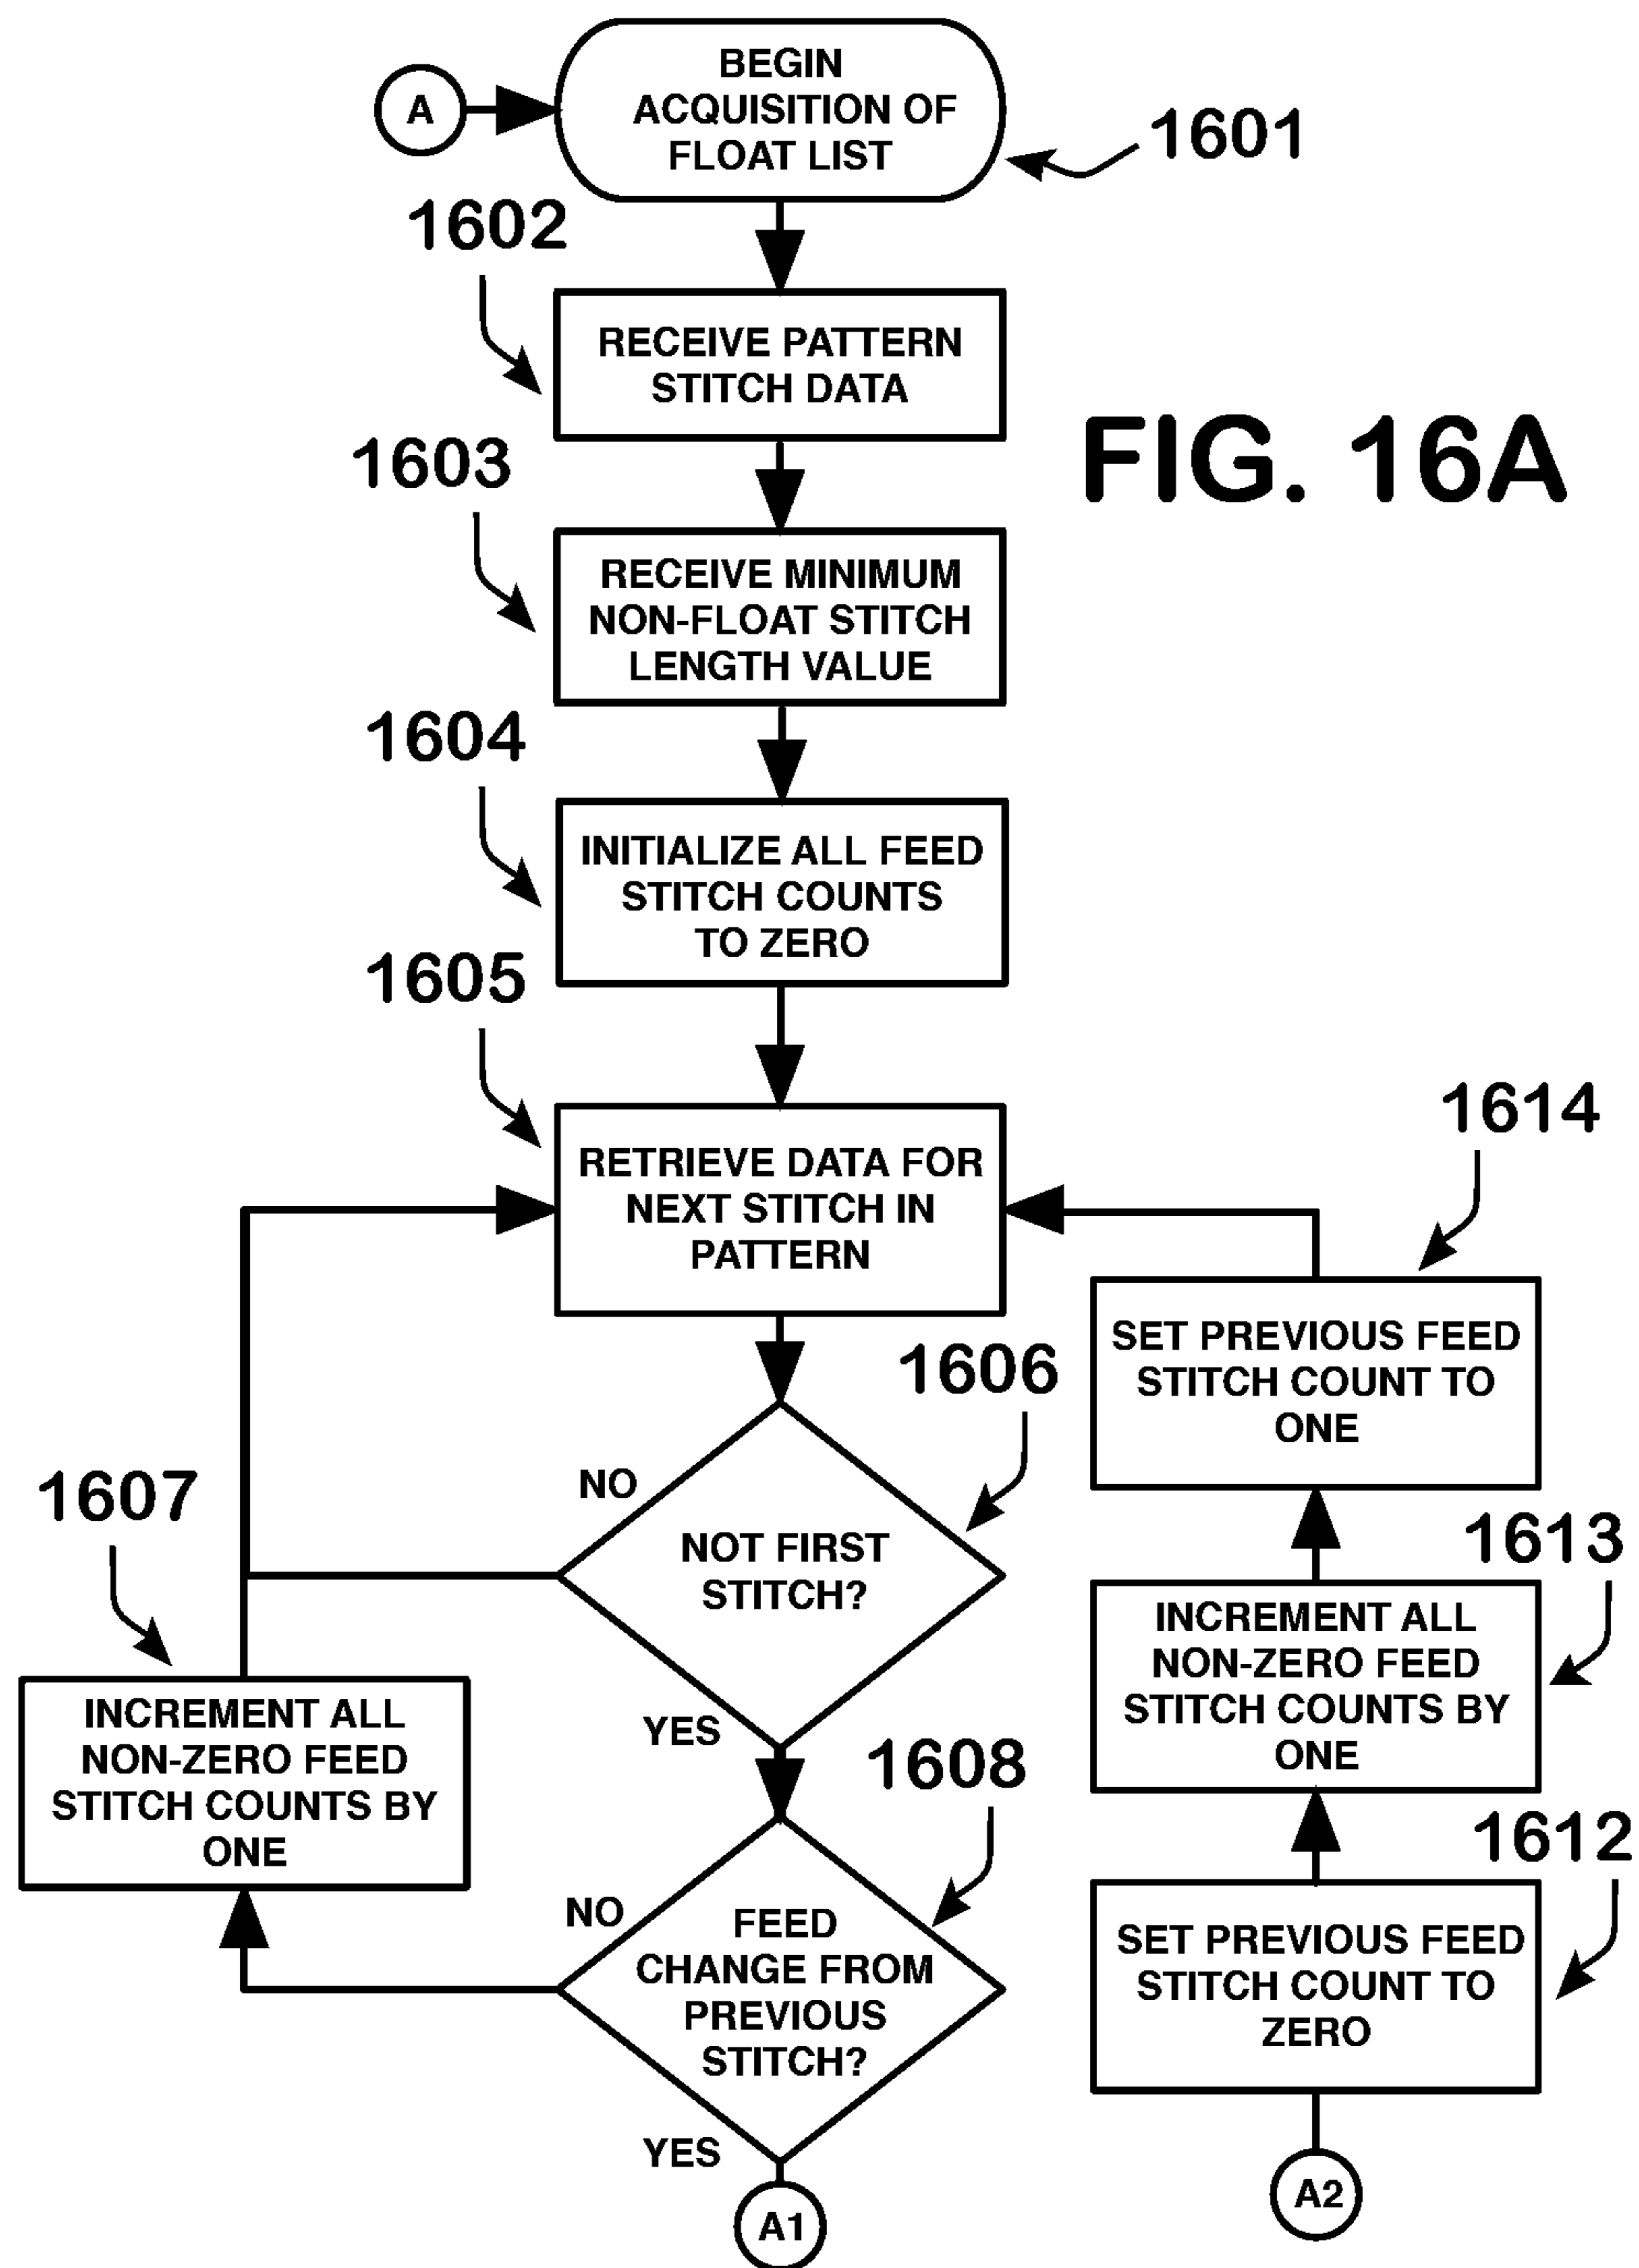 BEGIN
ACQUISITION OF
FLOAT LIST
A
1601
1602
RECEIVE PATTERN
STITCH DATA
FIG. 16A
1603
RECEIVE MINIMUM
NON-FLOAT STITCH
LENGTH VALUE
1604
INITIALIZE ALL FEED
STITCH COUNTS
TO ZERO
1605
RETRIEVE DATA FOR
NEXT STITCH IN
PATTERN
1614
SET PREVIOUS FEED
STITCH COUNT TO
ONE
1606
NO
NOT FIRST
STITCH?
YES
1607
INCREMENT ALL
NON-ZERO FEED
STITCH COUNTS BY
ONE
1613
INCREMENT ALL
NON-ZERO FEED
STITCH COUNTS BY
ONE
1608
NO
FEED
CHANGE FROM
PREVIOUS
STITCH?
YES
1612
SET PREVIOUS FEED
STITCH COUNT TO
ZERO
A1
A2